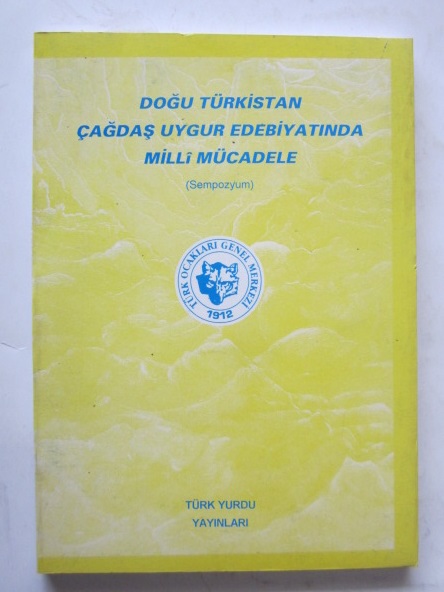 DOĞU TÜRKİSTAN
ÇAĞDAŞ UYGUR EDEBİYATINDA
MİLLÎ MÜCADELE
(Sempozyum)
TÜRK OCAKLARI GENEL MERKEZİ
1912
TÜRK YURDU
YAYINLARI